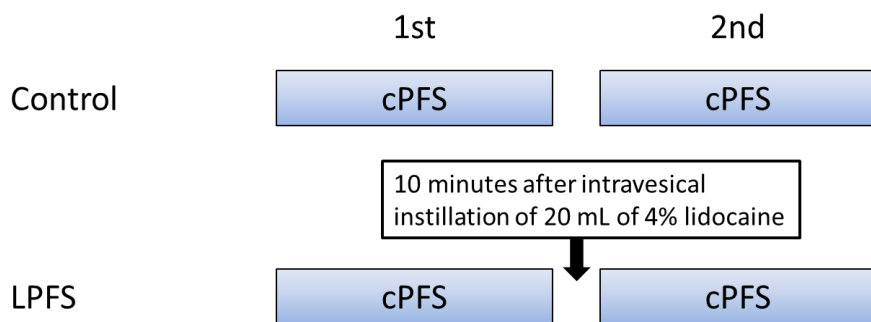 1st 2nd
Control cPFS cPFS
10 minutes after intravesical
instillation of 20 mL of 4% lidocaine
LPFS cPFS cPFS